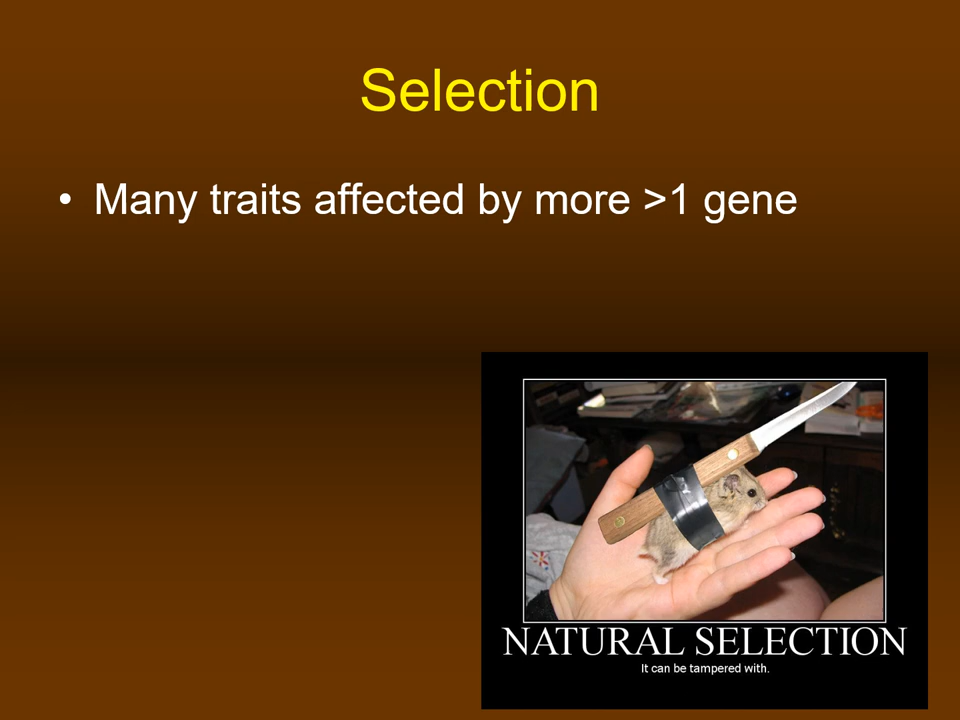 Selection
• Many traits affected by more >1 gene
NATURAL SELECTION
It can be tampered with.